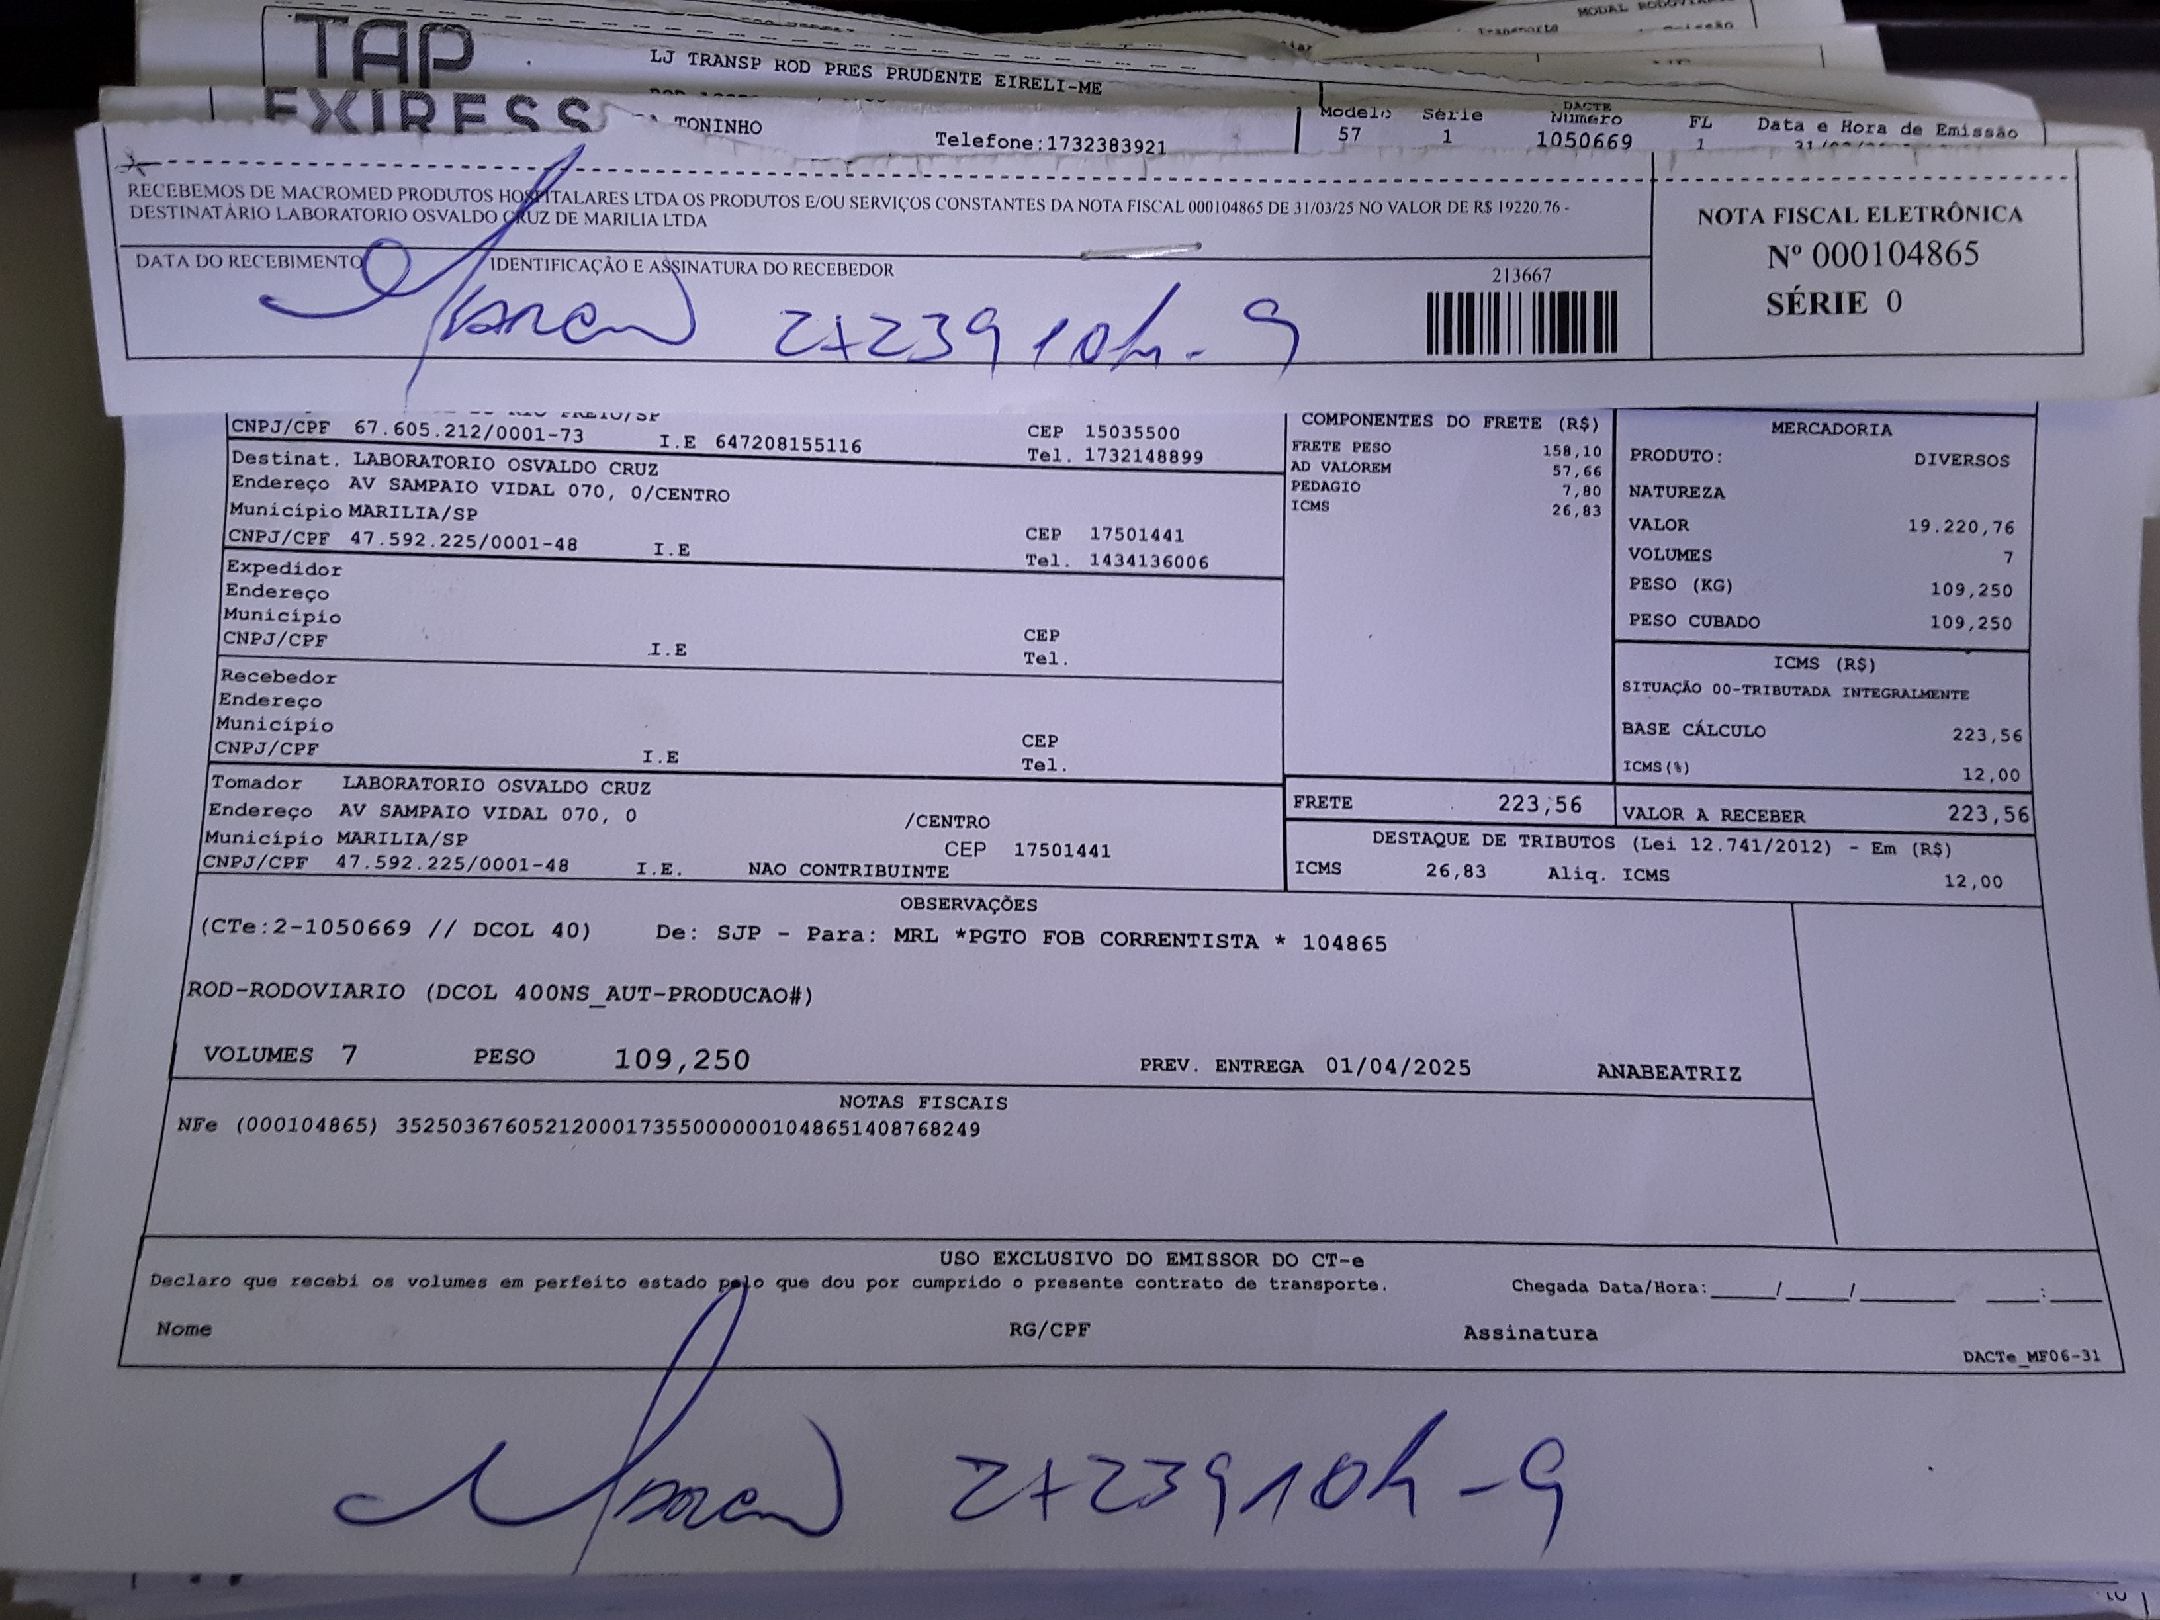 MODAL RODOVIÁRIO
Transporte
Emissão
TAP
EXPRESS
LJ TRANSP ROD PRES PRUDENTE EIRELI-ME
TONINHO
Telefone:1732383921
Modelo Série DACTE Número FL Data e Hora de Emissão
57 1 1050669 1
RECEBEMOS DE MACROMED PRODUTOS HOSPITALARES LTDA OS PRODUTOS E/OU SERVIÇOS CONSTANTES DA NOTA FISCAL 000104865 DE 31/03/25 NO VALOR DE R$ 19220.76 -
DESTINATÁRIO LABORATORIO OSVALDO CRUZ DE MARILIA LTDA
DATA DO RECEBIMENTO IDENTIFICAÇÃO E ASSINATURA DO RECEBEDOR
213667
NOTA FISCAL ELETRÔNICA
Nº 000104865
SÉRIE 0
PRETO/SP
CNPJ/CPF 67.605.212/0001-73 I.E 647208155116 CEP 15035500
Tel. 1732148899
Destinat. LABORATORIO OSVALDO CRUZ
Endereço AV SAMPAIO VIDAL 070, 0/CENTRO
Município MARILIA/SP CEP 17501441
CNPJ/CPF 47.592.225/0001-48 I.E Tel. 1434136006
Expedidor
Endereço
Município CEP
CNPJ/CPF I.E Tel.
Recebedor
Endereço
Município CEP
CNPJ/CPF I.E Tel.
Tomador LABORATORIO OSVALDO CRUZ
Endereço AV SAMPAIO VIDAL 070, 0 /CENTRO
Município MARILIA/SP CEP 17501441
CNPJ/CPF 47.592.225/0001-48 I.E. NAO CONTRIBUINTE
COMPONENTES DO FRETE (R$)
FRETE PESO 158,10
AD VALOREM 57,66
PEDAGIO 7,80
ICMS 26,83
MERCADORIA
PRODUTO: DIVERSOS
NATUREZA
VALOR 19.220,76
VOLUMES 7
PESO (KG) 109,250
PESO CUBADO 109,250
ICMS (R$)
SITUAÇÃO 00-TRIBUTADA INTEGRALMENTE
BASE CÁLCULO 223,56
ICMS(%) 12,00
FRETE 223,56 VALOR A RECEBER 223,56
DESTAQUE DE TRIBUTOS (Lei 12.741/2012) - Em (R$)
ICMS 26,83 Aliq. ICMS 12,00
OBSERVAÇÕES
(CTe:2-1050669 // DCOL 40) De: SJP - Para: MRL *PGTO FOB CORRENTISTA * 104865
ROD-RODOVIARIO (DCOL 400NS_AUT-PRODUCAO#)
VOLUMES 7 PESO 109,250 PREV. ENTREGA 01/04/2025 ANABEATRIZ
NOTAS FISCAIS
NFe (000104865) 35250367605212000173550000001048651408768249
USO EXCLUSIVO DO EMISSOR DO CT-e
Declaro que recebi os volumes em perfeito estado pelo que dou por cumprido o presente contrato de transporte. Chegada Data/Hora:_____/_____/_______ ____:____
Nome RG/CPF Assinatura
DACTe_MF06-31